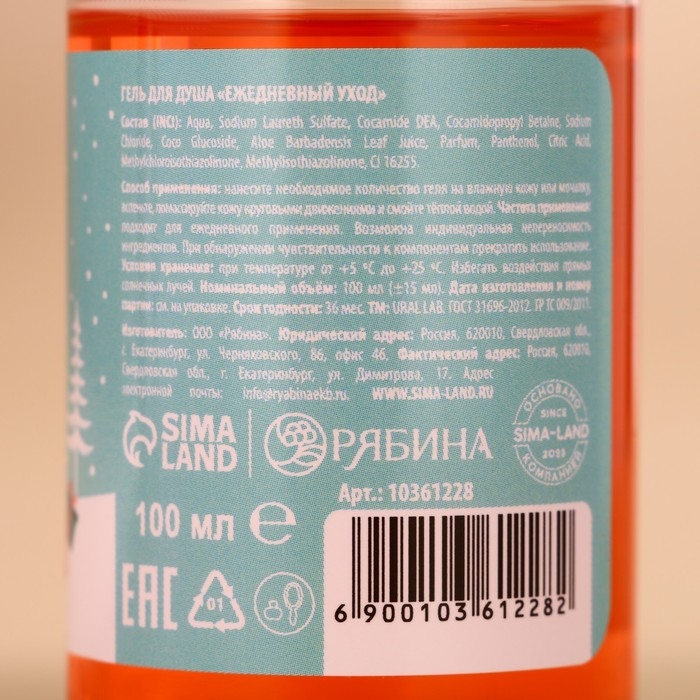 ГЕЛЬ ДЛЯ ДУША «ЕЖЕДНЕВНЫЙ УХОД»
Состав (INCI): Aqua, Sodium Laureth Sulfate, Cocamide DEA, Cocamidopropyl Betaine, Sodium
Chloride, Coco Glucoside, Aloe Barbadensis Leaf Juice, Parfum, Panthenol, Citric Acid,
Methylchloroisothiazolinone, Methylisothiazolinone, CI 16255.
Способ применения: нанесите необходимое количество геля на влажную кожу или мочалку,
вспеньте, помассируйте кожу круговыми движениями и смойте тёплой водой. Частота применения:
подходит для ежедневного применения. Возможна индивидуальная непереносимость
ингредиентов. При обнаружении чувствительности к компонентам прекратить использование.
Условия хранения: при температуре от +5 °C до +25 °C. Избегать воздействия прямых
солнечных лучей. Номинальный объём: 100 мл (±15 мл). Дата изготовления и номер
партии: см. на упаковке. Срок годности: 36 мес. ТМ: URAL LAB. ГОСТ 31696-2012. ТР ТС 009/2011.
Изготовитель: ООО «Рябина». Юридический адрес: Россия, 620010, Свердловская обл.,
г. Екатеринбург, ул. Черняховского, 86, офис 46. Фактический адрес: Россия, 620010,
Свердловская обл., г. Екатеринбург, ул. Димитрова, 17. Адрес
электронной почты: info@ryabinaekb.ru. WWW.SIMA-LAND.RU
SIMA
LAND
РЯБИНА
ОСНОВАНО
SINCE
SIMA-LAND
2023
КОМПАНИЕЙ
Арт.: 10361228
100 мл e
EAC
01
6 900103 612282